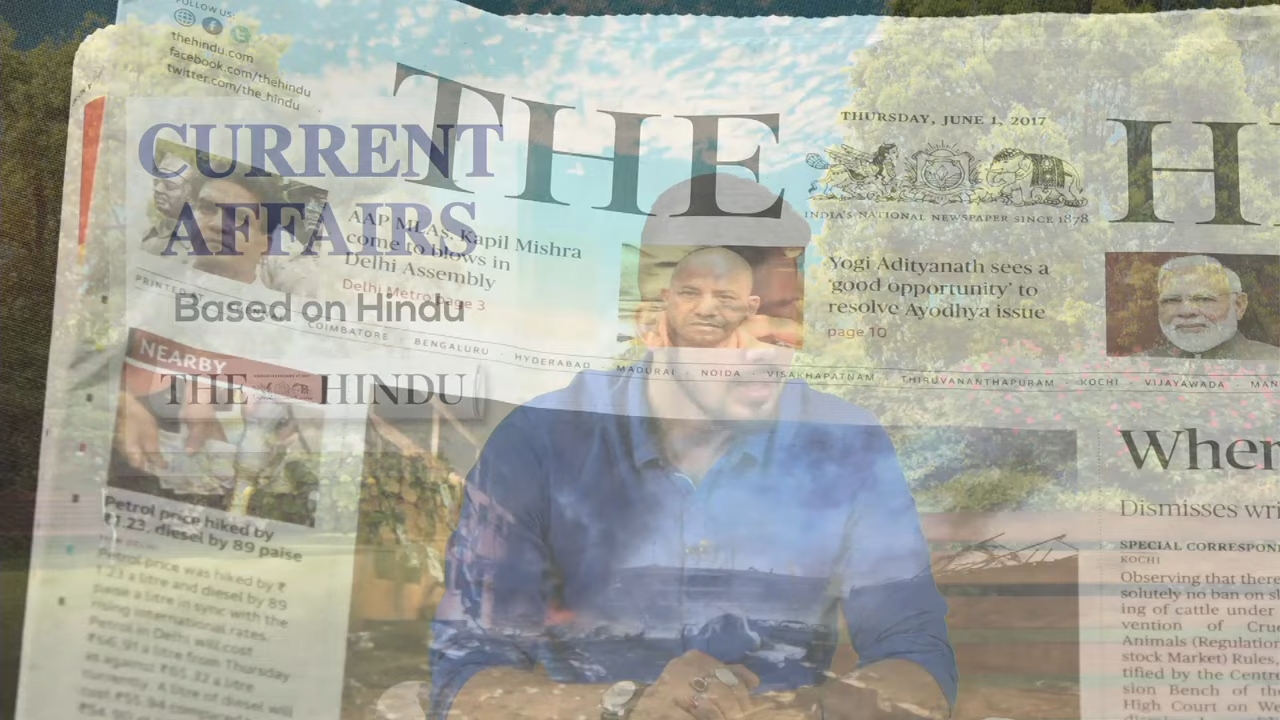 FOLLOW US:
thehindu.com
facebook.com/thehindu
twitter.com/the_hindu
THE H
THURSDAY, JUNE 1, 2017
INDIA'S NATIONAL NEWSPAPER SINCE 1878
CURRENT
AFFAIRS
Based on Hindu
THE HINDU
AAP MLAs, Kapil Mishra
come to blows in
Delhi Assembly
Delhi Metro page 3
Yogi Adityanath sees a
‘good opportunity’ to
resolve Ayodhya issue
page 10
PRINTED
COIMBATORE · BENGALURU · HYDERABAD · MADURAI · NOIDA · VISAKHAPATNAM · THIRUVANANTHAPURAM · KOCHI · VIJAYAWADA · MAN
NEARBY
Petrol price hiked by
₹1.23, diesel by 89 paise
Petrol price was hiked by ₹
1.23 a litre and diesel by 89
paise a litre in sync with the
rising international rates.
Petrol in Delhi will cost
₹66.91 a litre from Thursday
as against ₹65.32 a litre
currently. A litre of diesel will
When
Dismisses wri
SPECIAL CORRESPON
KOCHI
Observing that there
solutely no ban on sl
ing of cattle under
vention of Crue
Animals (Regulation
stock Market) Rules,
tified by the Centre
sion Bench of the
High Court on We